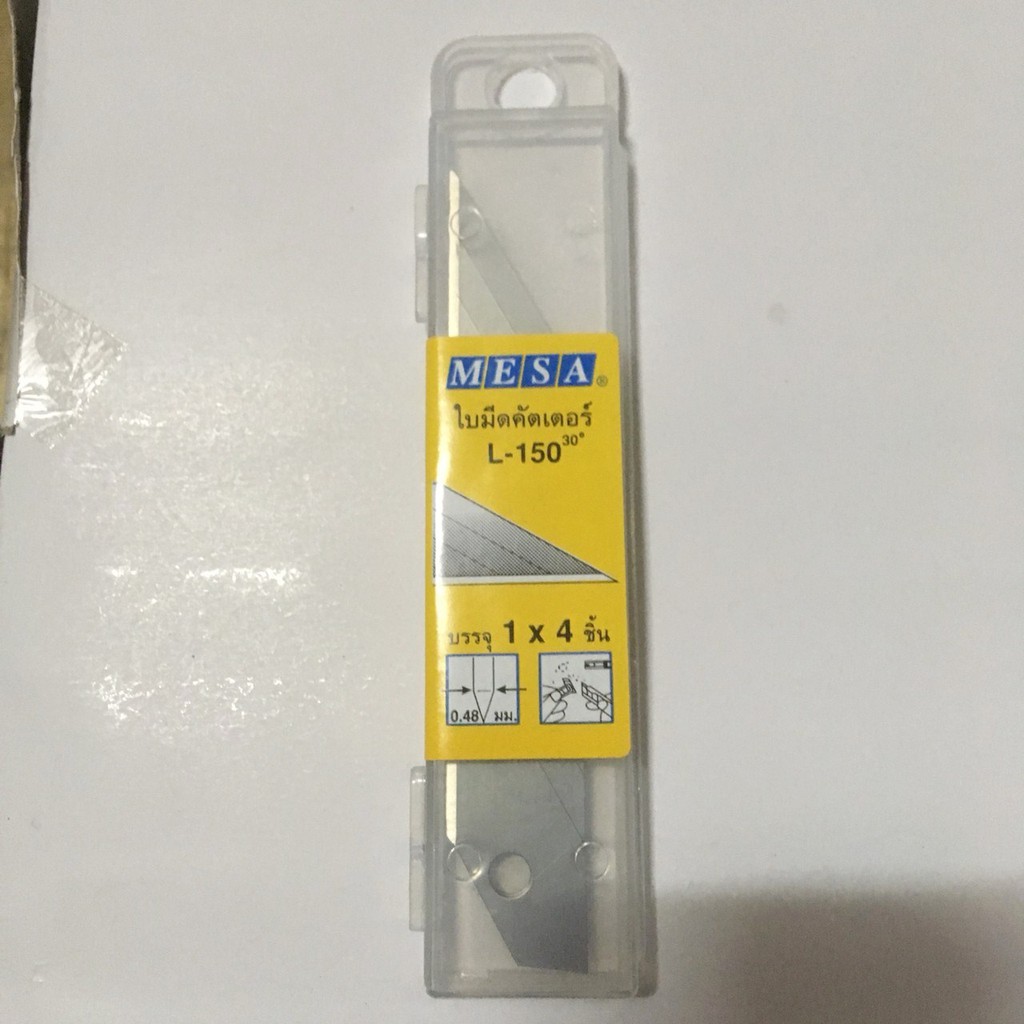 MESA®
ใบมีดคัตเตอร์
L-150 30°
บรรจุ 1 x 4 ชิ้น
0.48 มม.